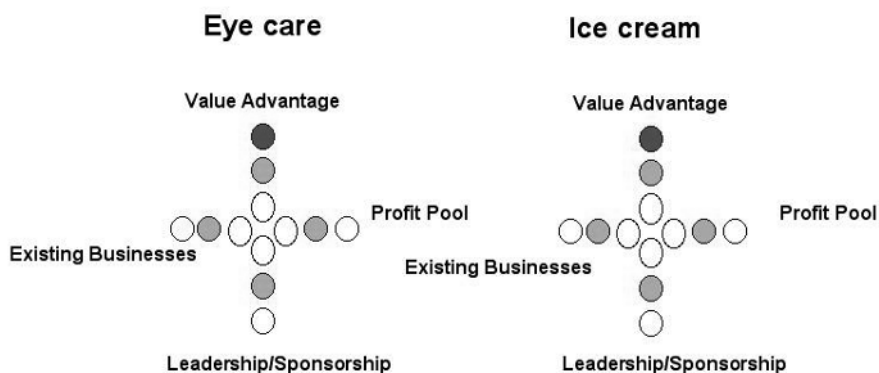 Eye care
Ice cream
Value Advantage
Value Advantage
Profit Pool
Profit Pool
Existing Businesses
Existing Businesses
Leadership/Sponsorship
Leadership/Sponsorship